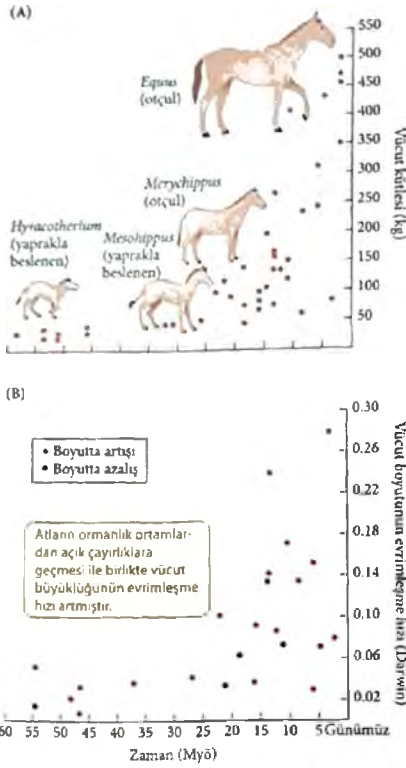 (A)
Equus
(otçul)
Merychippus
(otçul)
Hyracotherium
(yaprakla
beslenen)
Mesohippus
(yaprakla
beslenen)
550
500
450
400
350
300
250
200
150
100
50
Vücut kütlesi (kg)
(B)
• Boyutta artışı
• Boyutta azalış
Atların ormanlık ortamlar-
dan açık çayırlıklara
geçmesi ile birlikte vücut
büyüklüğünün evrimleşme
hızı artmıştır.
0.30
0.26
0.22
0.18
0.14
0.10
0.06
0.02
Vücut boyutunun evrimleşme hızı (Darwin)
60 55 50 45 40 35 30 25 20 15 10 5 Günümüz
Zaman (Myö)